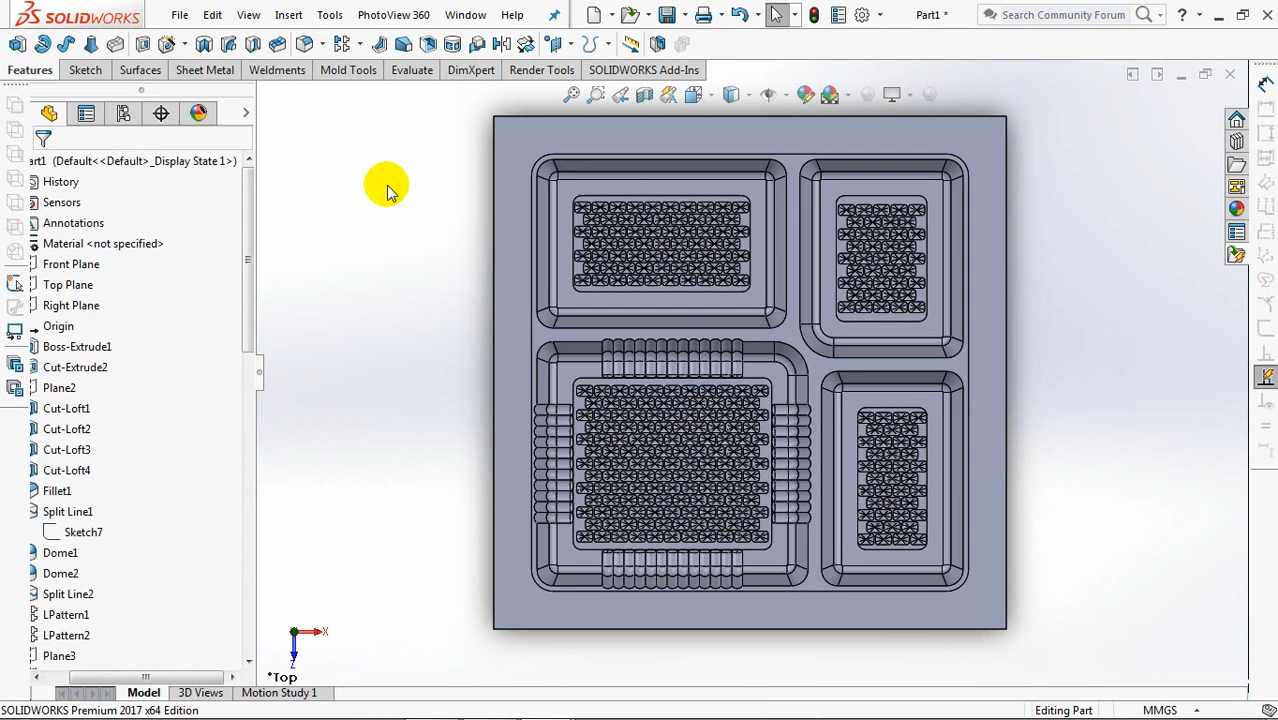 SOLIDWORKS File Edit View Insert Tools PhotoView 360 Window Help Part1 * Search Community Forum ?
Features Sketch Surfaces Sheet Metal Weldments Mold Tools Evaluate DimXpert Render Tools SOLIDWORKS Add-Ins
art1 (Default<<Default>_Display State 1>)
History
Sensors
Annotations
Material <not specified>
Front Plane
Top Plane
Right Plane
Origin
Boss-Extrude1
Cut-Extrude2
Plane2
Cut-Loft1
Cut-Loft2
Cut-Loft3
Cut-Loft4
Fillet1
Split Line1
Sketch7
Dome1
Dome2
Split Line2
LPattern1
LPattern2
Plane3
X
Z
*Top
Model 3D Views Motion Study 1
SOLIDWORKS Premium 2017 x64 Edition Editing Part MMGS